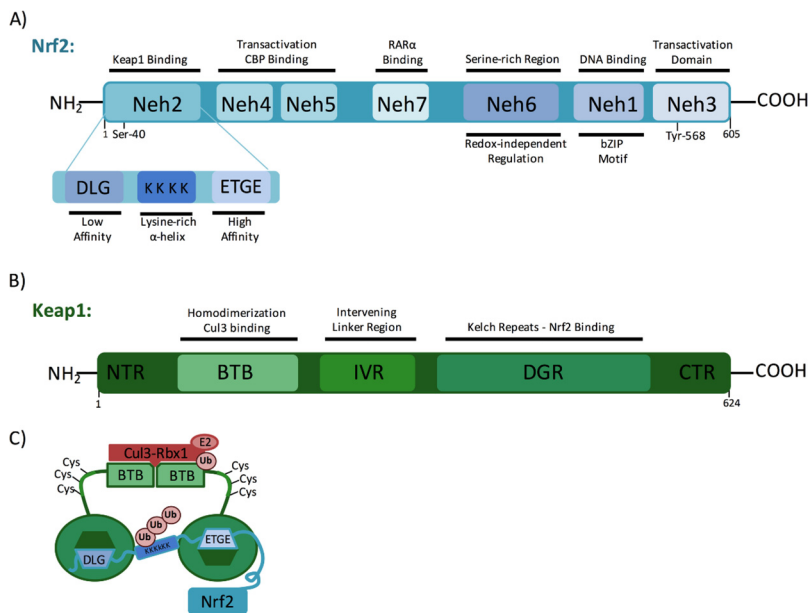 A)
Nrf2:
Keap1 Binding
Transactivation
CBP Binding
RARα
Binding
Serine-rich Region
DNA Binding
Transactivation
Domain
NH2
Neh2
Neh4
Neh5
Neh7
Neh6
Neh1
Neh3
COOH
1
Ser-40
Redox-independent
Regulation
bZIP
Motif
Tyr-568
605
DLG
K K K K
ETGE
Low
Affinity
Lysine-rich
α-helix
High
Affinity
B)
Keap1:
Homodimerization
Cul3 binding
Intervening
Linker Region
Kelch Repeats - Nrf2 Binding
NH2
NTR
BTB
IVR
DGR
CTR
COOH
1
624
C)
Cul3-Rbx1
E2
Ub
BTB
BTB
Cys
Cys
Cys
Cys
Cys
Cys
Ub
Ub
Ub
DLG
KKKKKK
ETGE
Nrf2